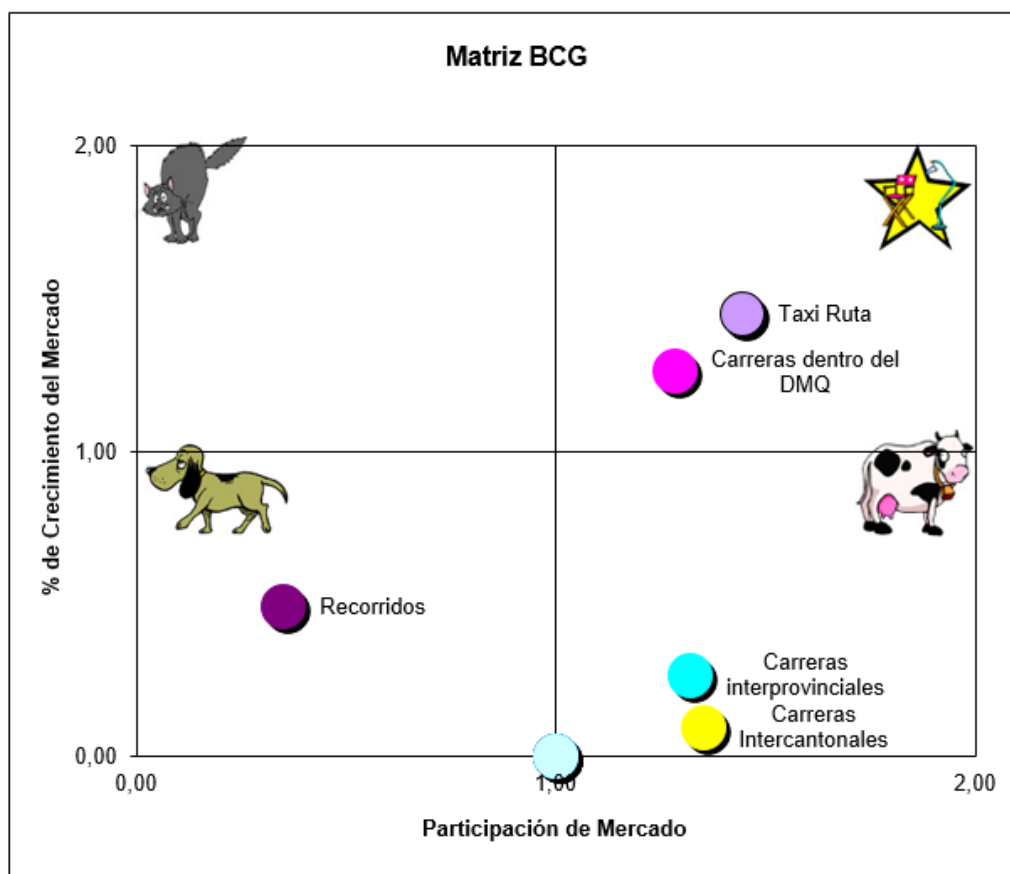 Matriz BCG
2,00
Taxi Ruta
Carreras dentro del
DMQ
% de Crecimiento del Mercado
1,00
Recorridos
Carreras
interprovinciales
Carreras
Intercantonales
0,00
0,00
1,00
2,00
Participación de Mercado